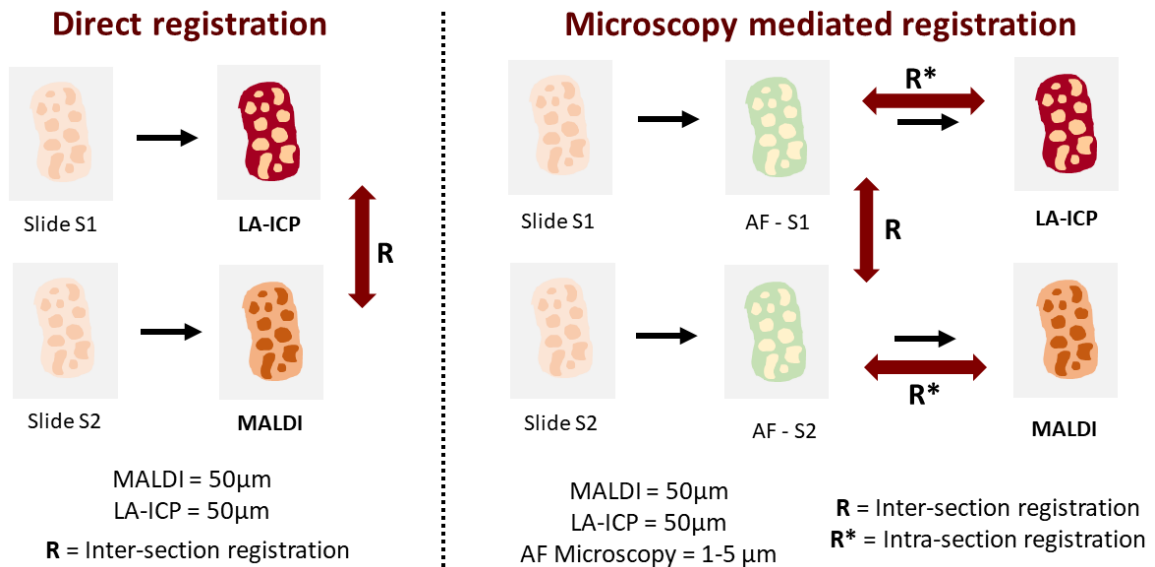 Direct registration
Slide S1
LA-ICP
R
Slide S2
MALDI
MALDI = 50µm
LA-ICP = 50µm
R = Inter-section registration
Microscopy mediated registration
R*
Slide S1
AF - S1
LA-ICP
R
Slide S2
AF - S2
R*
MALDI
MALDI = 50µm
LA-ICP = 50µm
AF Microscopy = 1-5 µm
R = Inter-section registration
R* = Intra-section registration